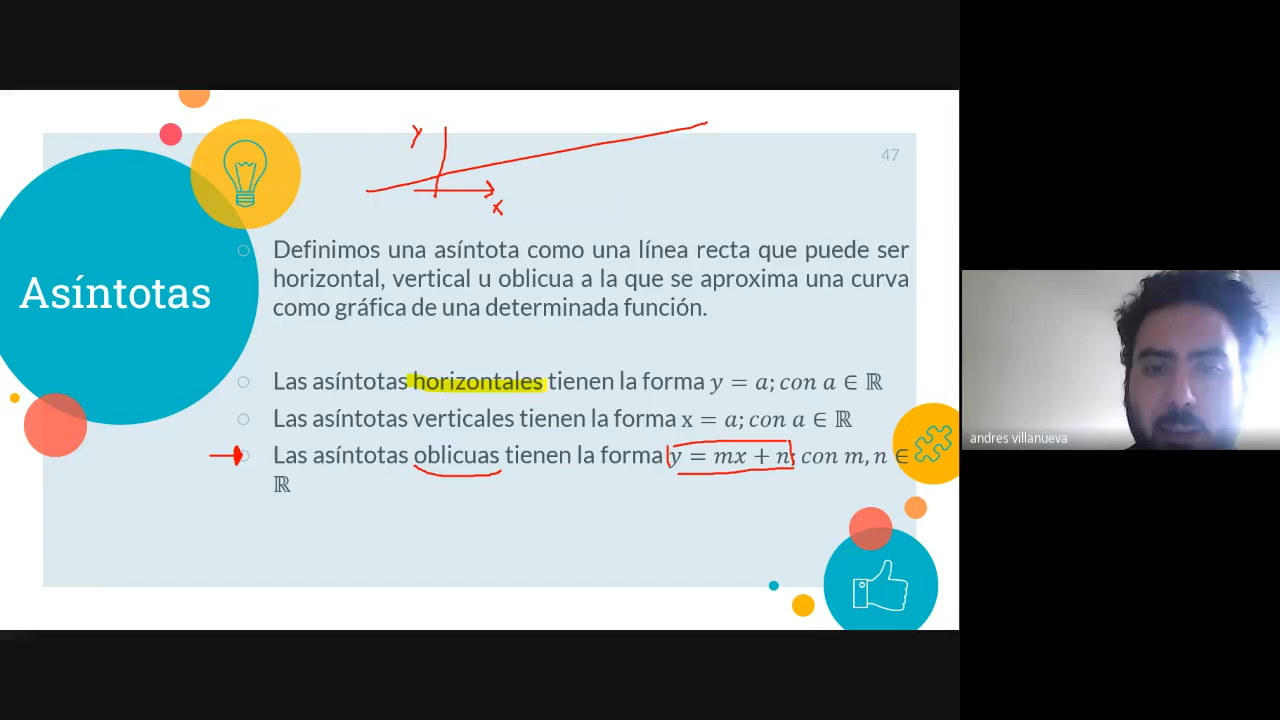 y
x
47
Asíntotas
Definimos una asíntota como una línea recta que puede ser
horizontal, vertical u oblicua a la que se aproxima una curva
como gráfica de una determinada función.
Las asíntotas horizontales tienen la forma y = a; con a ∈ ℝ
Las asíntotas verticales tienen la forma x = a; con a ∈ ℝ
Las asíntotas oblicuas tienen la forma y = mx + n; con m, n ∈
ℝ
andres villanueva